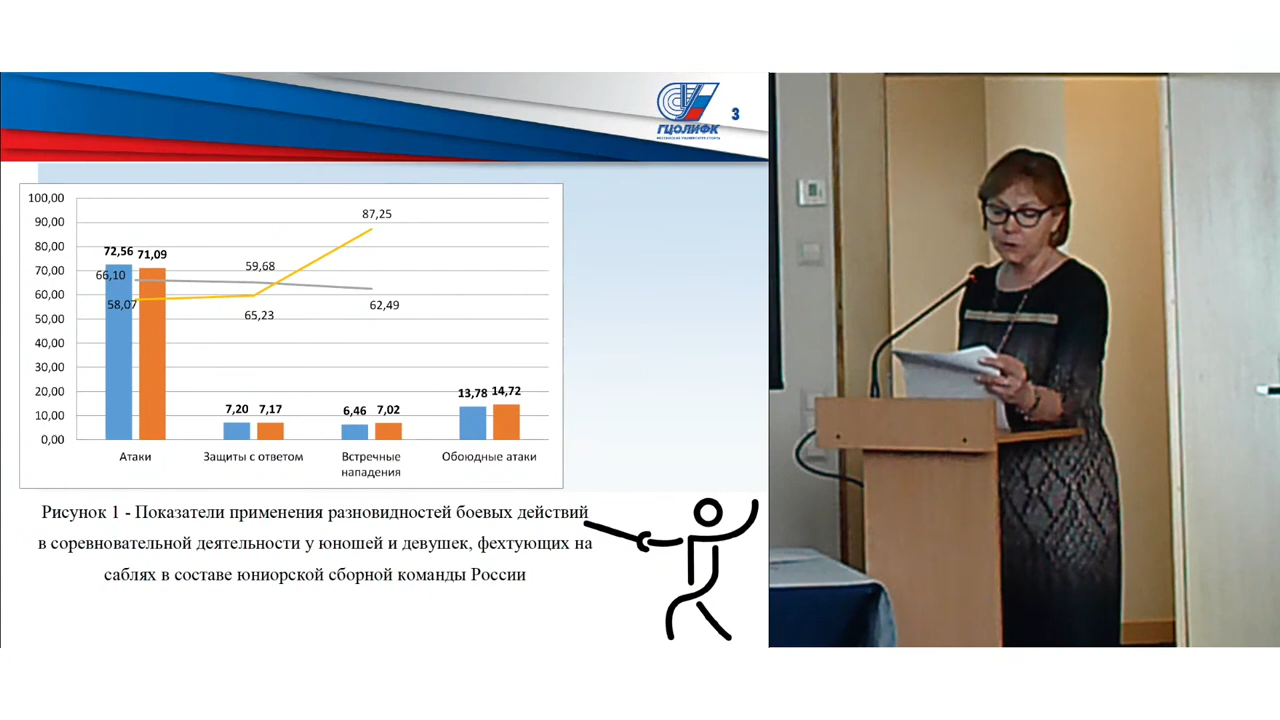 ГЦОЛИФК
3
100,00
90,00
80,00
70,00
60,00
50,00
40,00
30,00
20,00
10,00
0,00
72,56
71,09
66,10
58,07
59,68
65,23
87,25
62,49
7,20
7,17
6,46
7,02
13,78
14,72
Атаки
Защиты с ответом
Встречные
нападения
Обоюдные атаки
Рисунок 1 - Показатели применения разновидностей боевых действий
в соревновательной деятельности у юношей и девушек, фехтующих на
саблях в составе юниорской сборной команды России